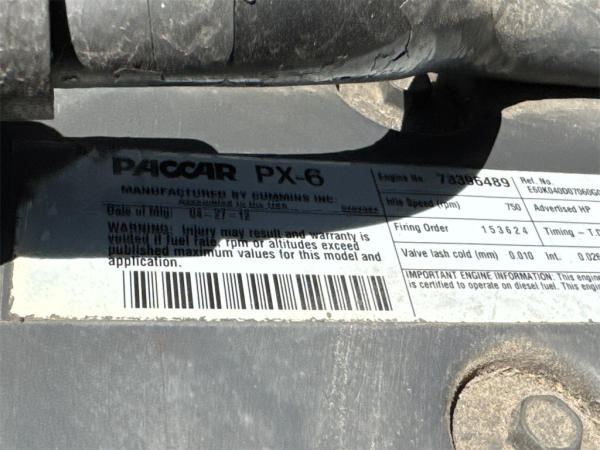 PACCAR PX-6
MANUFACTURED BY CUMMINS INC.
Assembled in the USA
Date of Mfg 04-27-12
WARNING: Injury may result and warranty is
voided if fuel rate, rpm or altitudes exceed
published maximum values for this model and
application.
Engine No. 73386489
Idle Speed (rpm) 750
Firing Order 153624
Valve lash cold (mm) 0.010 Int. 0.026
IMPORTANT ENGINE INFORMATION: This engine
is certified to operate on diesel fuel. This
Ref. No.
Advertised HP
Timing - T.D